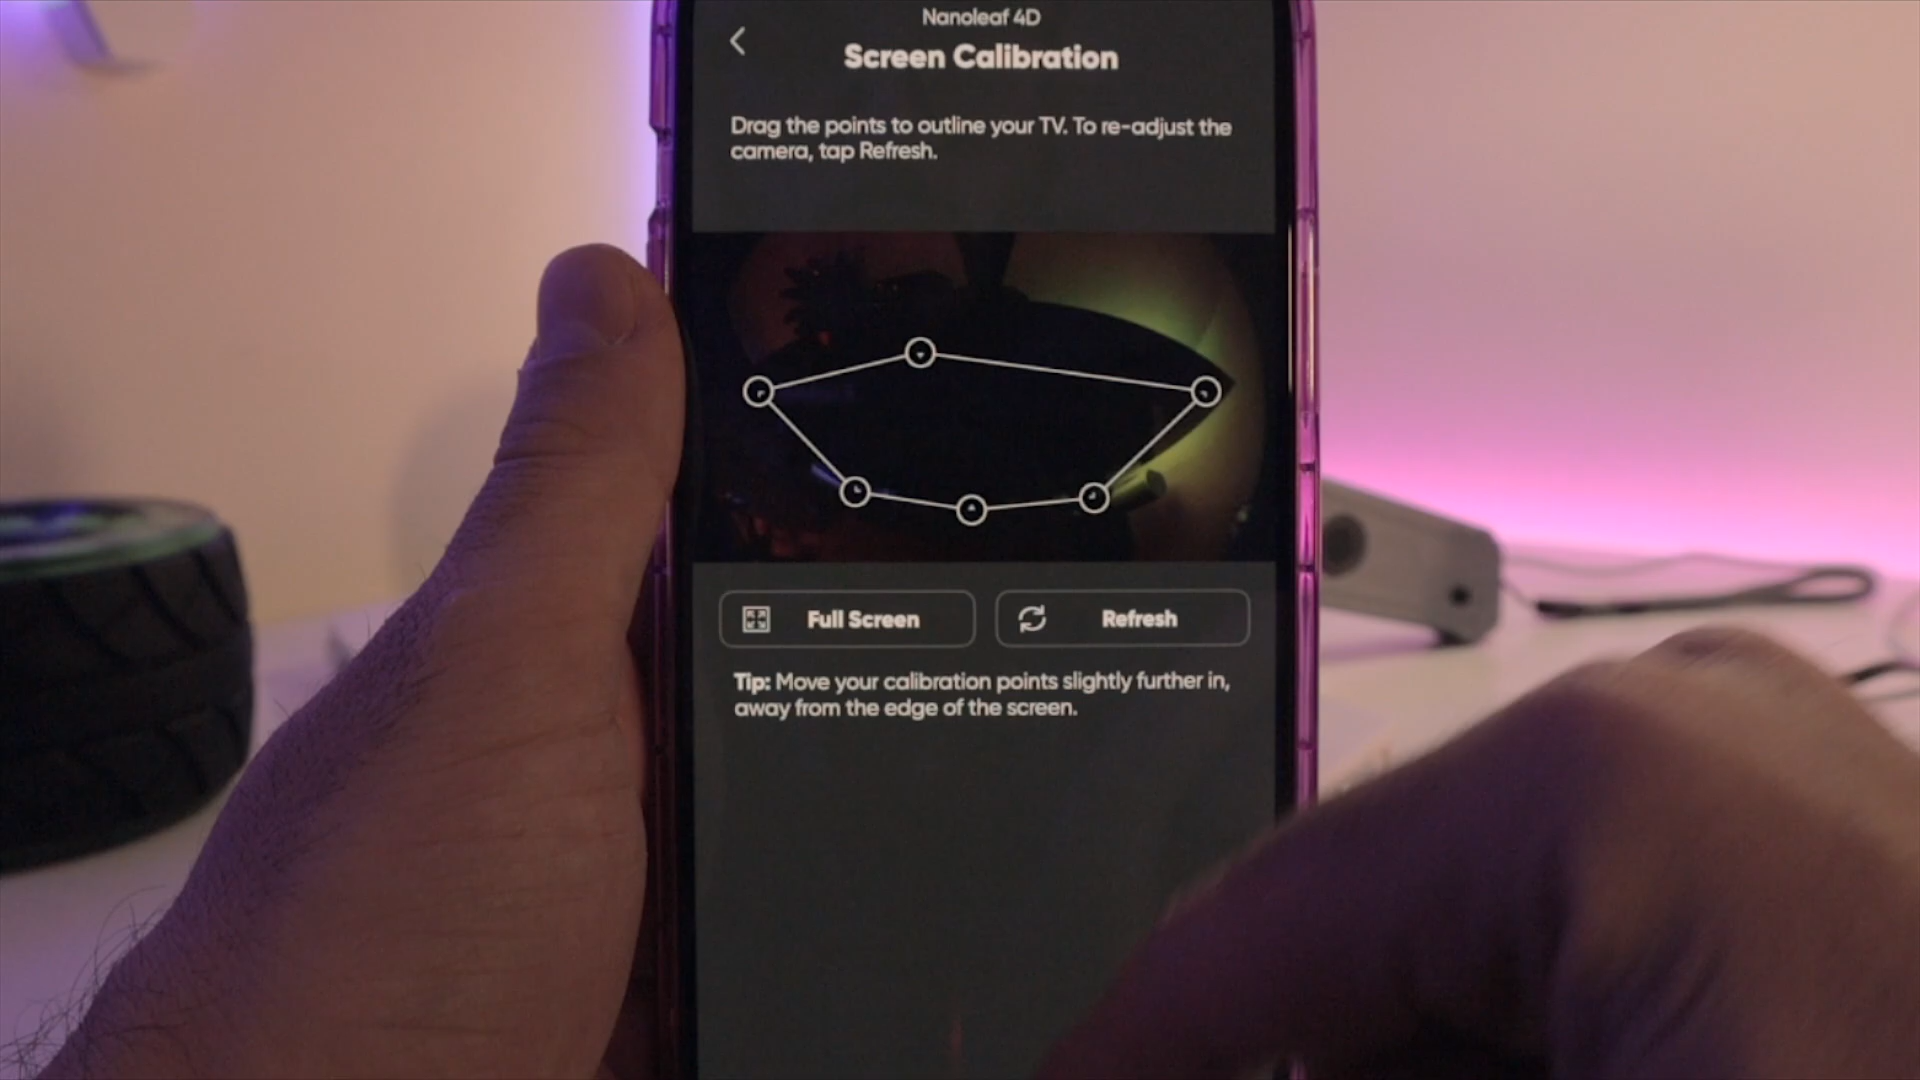 Nanoleaf 4D
Screen Calibration
Drag the points to outline your TV. To re-adjust the
camera, tap Refresh.
Full Screen
Refresh
Tip: Move your calibration points slightly further in,
away from the edge of the screen.